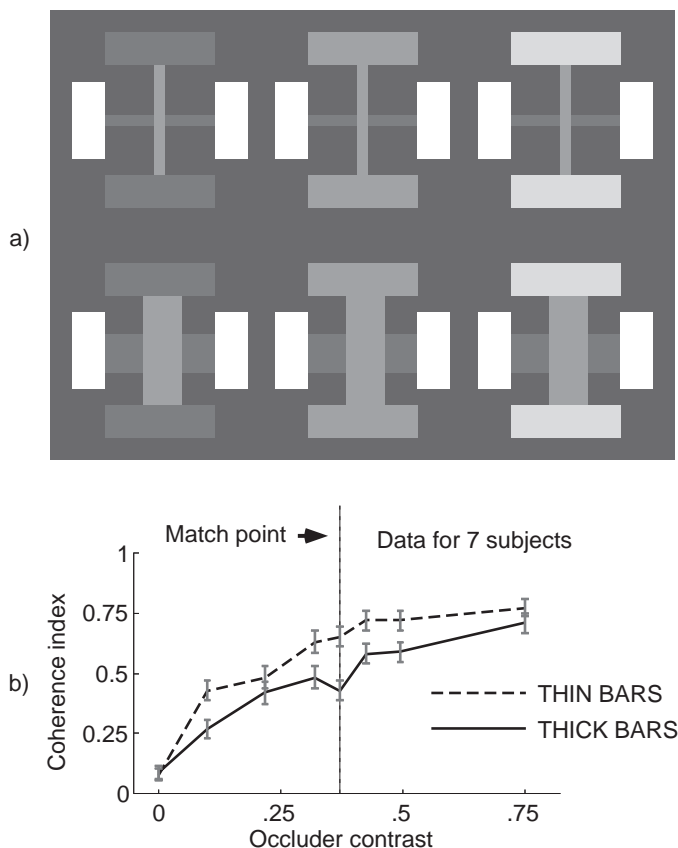 a)
b)
Match point
Data for 7 subjects
Coherence index
1
0.75
0.5
0.25
0
THIN BARS
THICK BARS
0 .25 .5 .75
Occluder contrast